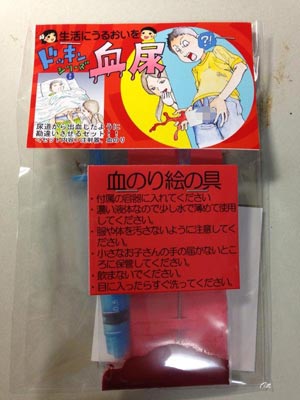 生活にうるおいを
ドッキンシリーズ
血尿
?!
尿道から出血したように
勘違いさせるセット!!
血のり絵の具
・付属の容器に入れてください
・濃い液体なので少し水で薄めて使用
してください。
・服や体を汚さないように注意してく
ださい。
・小さなお子さんの手の届かないとこ
ろに保管してください。
・飲まないでください。
・目に入ったらすぐ洗ってください。